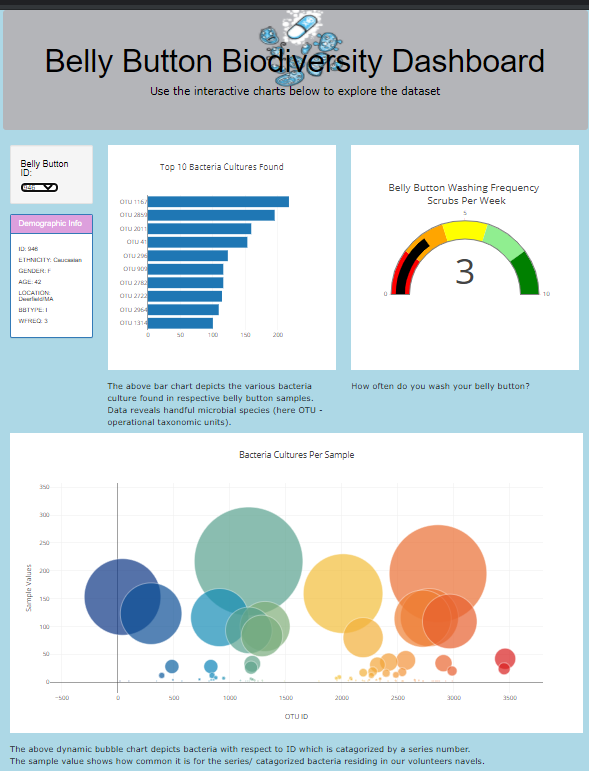 Belly Button Biodiversity Dashboard
Use the interactive charts below to explore the dataset
Belly Button
ID:
946
Demographic Info
ID: 946
ETHNICITY: Caucasian
GENDER: F
AGE: 42
LOCATION:
Deerfield/MA
BBTYPE: I
WFREQ: 3
Top 10 Bacteria Cultures Found
OTU 1167
OTU 2859
OTU 2011
OTU 41
OTU 296
OTU 909
OTU 2782
OTU 2722
OTU 2964
OTU 1314
0 50 100 150 200
The above bar chart depicts the various bacteria
culture found in respective belly button samples.
Data reveals handful microbial species (here OTU -
operational taxonomic units).
Belly Button Washing Frequency
Scrubs Per Week
5
3
0 10
How often do you wash your belly button?
Bacteria Cultures Per Sample
350
300
250
200
150
100
50
0
Sample Values
−500 0 500 1000 1500 2000 2500 3000 3500
OTU ID
The above dynamic bubble chart depicts bacteria with respect to ID which is catagorized by a series number.
The sample value shows how common it is for the series/ catagorized bacteria residing in our volunteers navels.